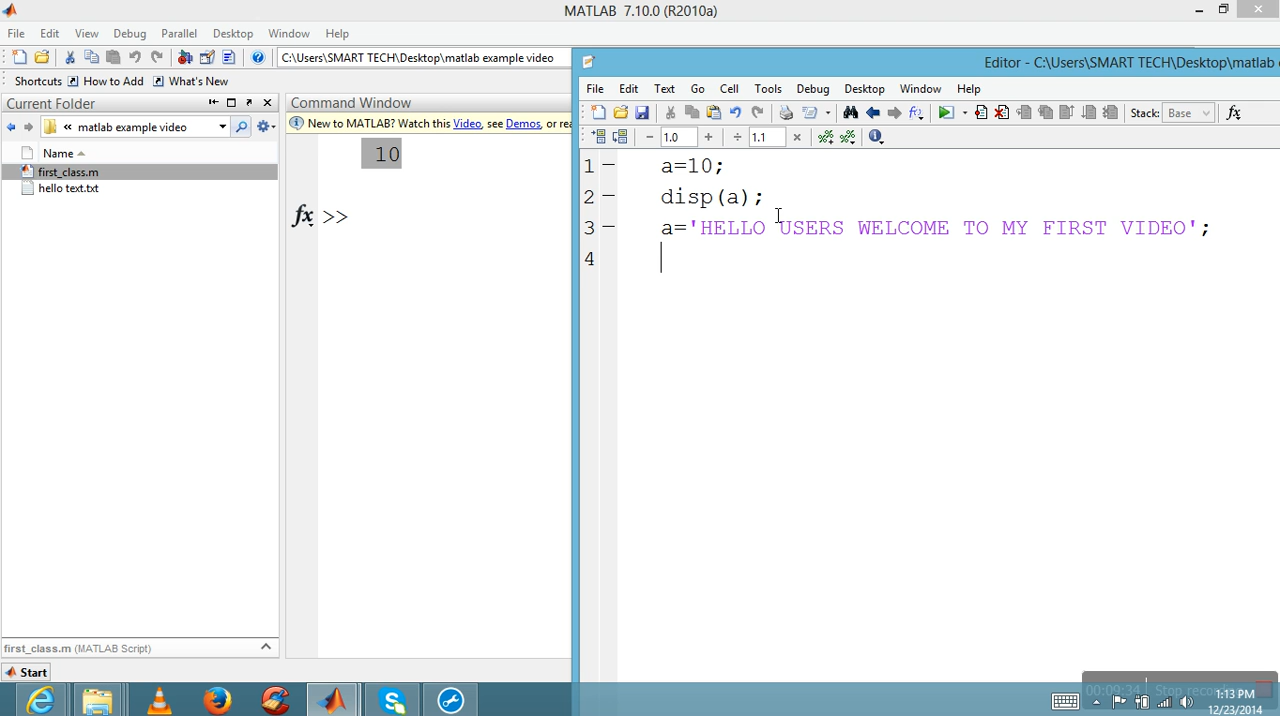 MATLAB 7.10.0 (R2010a)
File Edit View Debug Parallel Desktop Window Help
C:\Users\SMART TECH\Desktop\matlab example video
Shortcuts How to Add What's New
Current Folder
« matlab example video
Name
first_class.m
hello text.txt
first_class.m (MATLAB Script)
Start
Command Window
New to MATLAB? Watch this Video, see Demos, or rea
10
fx >>
Editor - C:\Users\SMART TECH\Desktop\matlab
File Edit Text Go Cell Tools Debug Desktop Window Help
Stack: Base fx
− 1.0 + ÷ 1.1 ×
1 − a=10;
2 − disp(a);
3 − a='HELLO USERS WELCOME TO MY FIRST VIDEO';
4
00:09:34 Stop
1:13 PM
12/23/2014